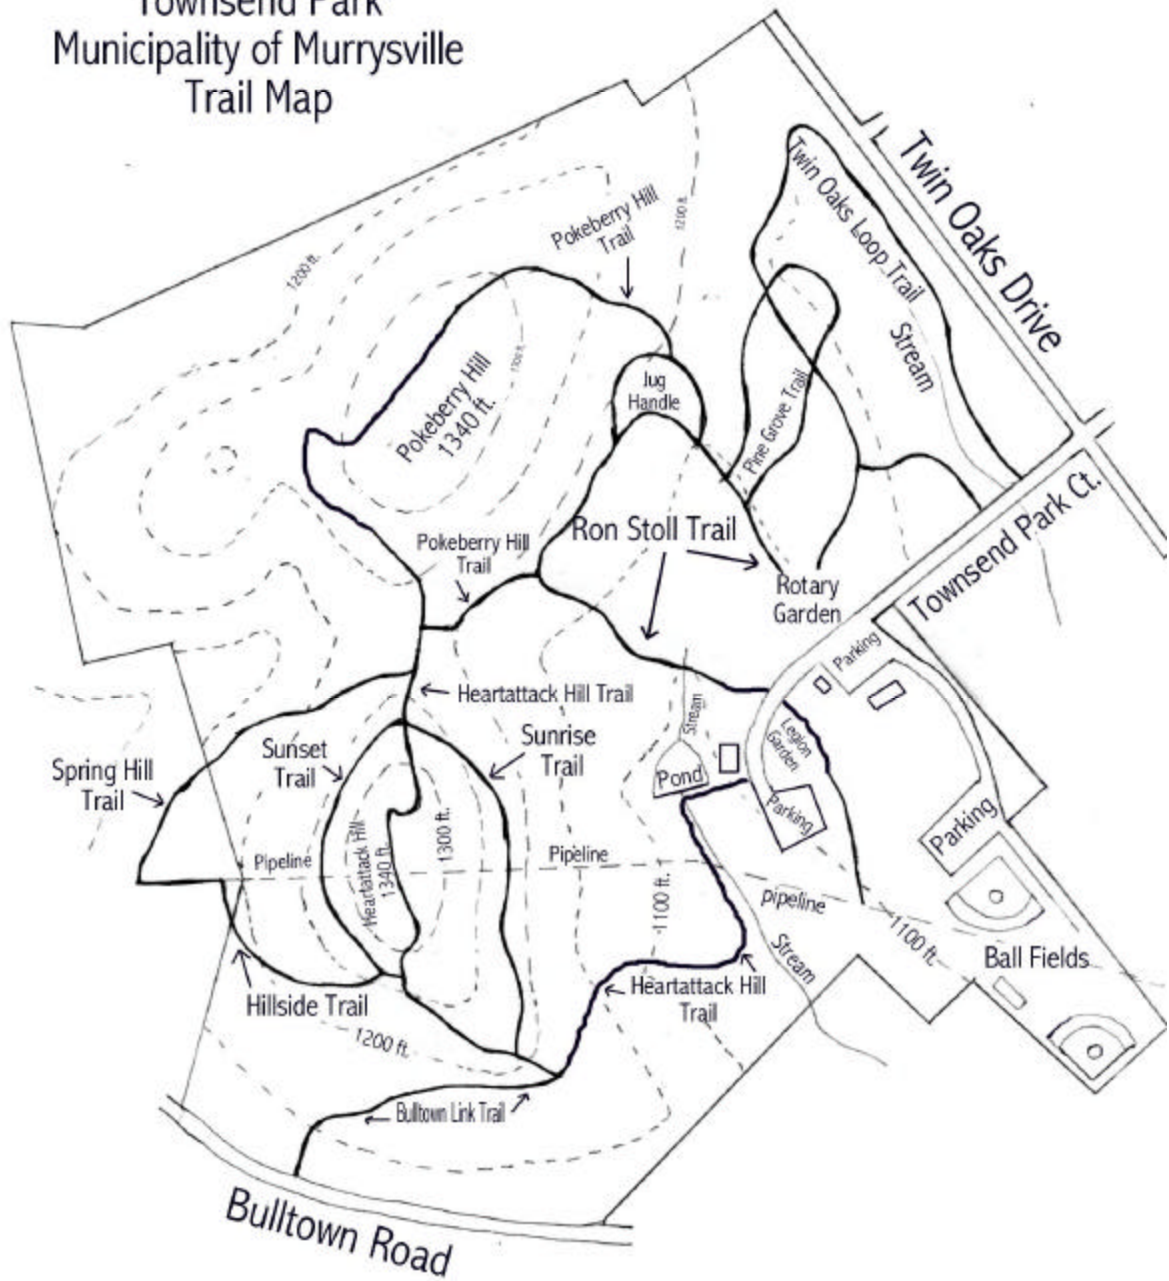 Townsend Park
Municipality of Murrysville
Trail Map
Twin Oaks Drive
Twin Oaks Loop Trail
Stream
Pokeberry Hill
Trail
1200 ft.
1200 ft.
Pokeberry Hill
1340 ft.
1300 ft.
Jug
Handle
Pine Grove Trail
Townsend Park Ct.
Pokeberry Hill
Trail
Ron Stoll Trail
Rotary
Garden
Parking
Heartattack Hill Trail
Stream
Legion
Garden
Sunset
Trail
Sunrise
Trail
Spring Hill
Trail
Pond
Parking
Parking
Pipeline
Heartattack Hill
1340 ft.
1300 ft.
Pipeline
1100 ft.
pipeline
1100 ft.
Stream
Ball Fields
Hillside Trail
Heartattack Hill
Trail
1200 ft.
Bulltown Link Trail
Bulltown Road